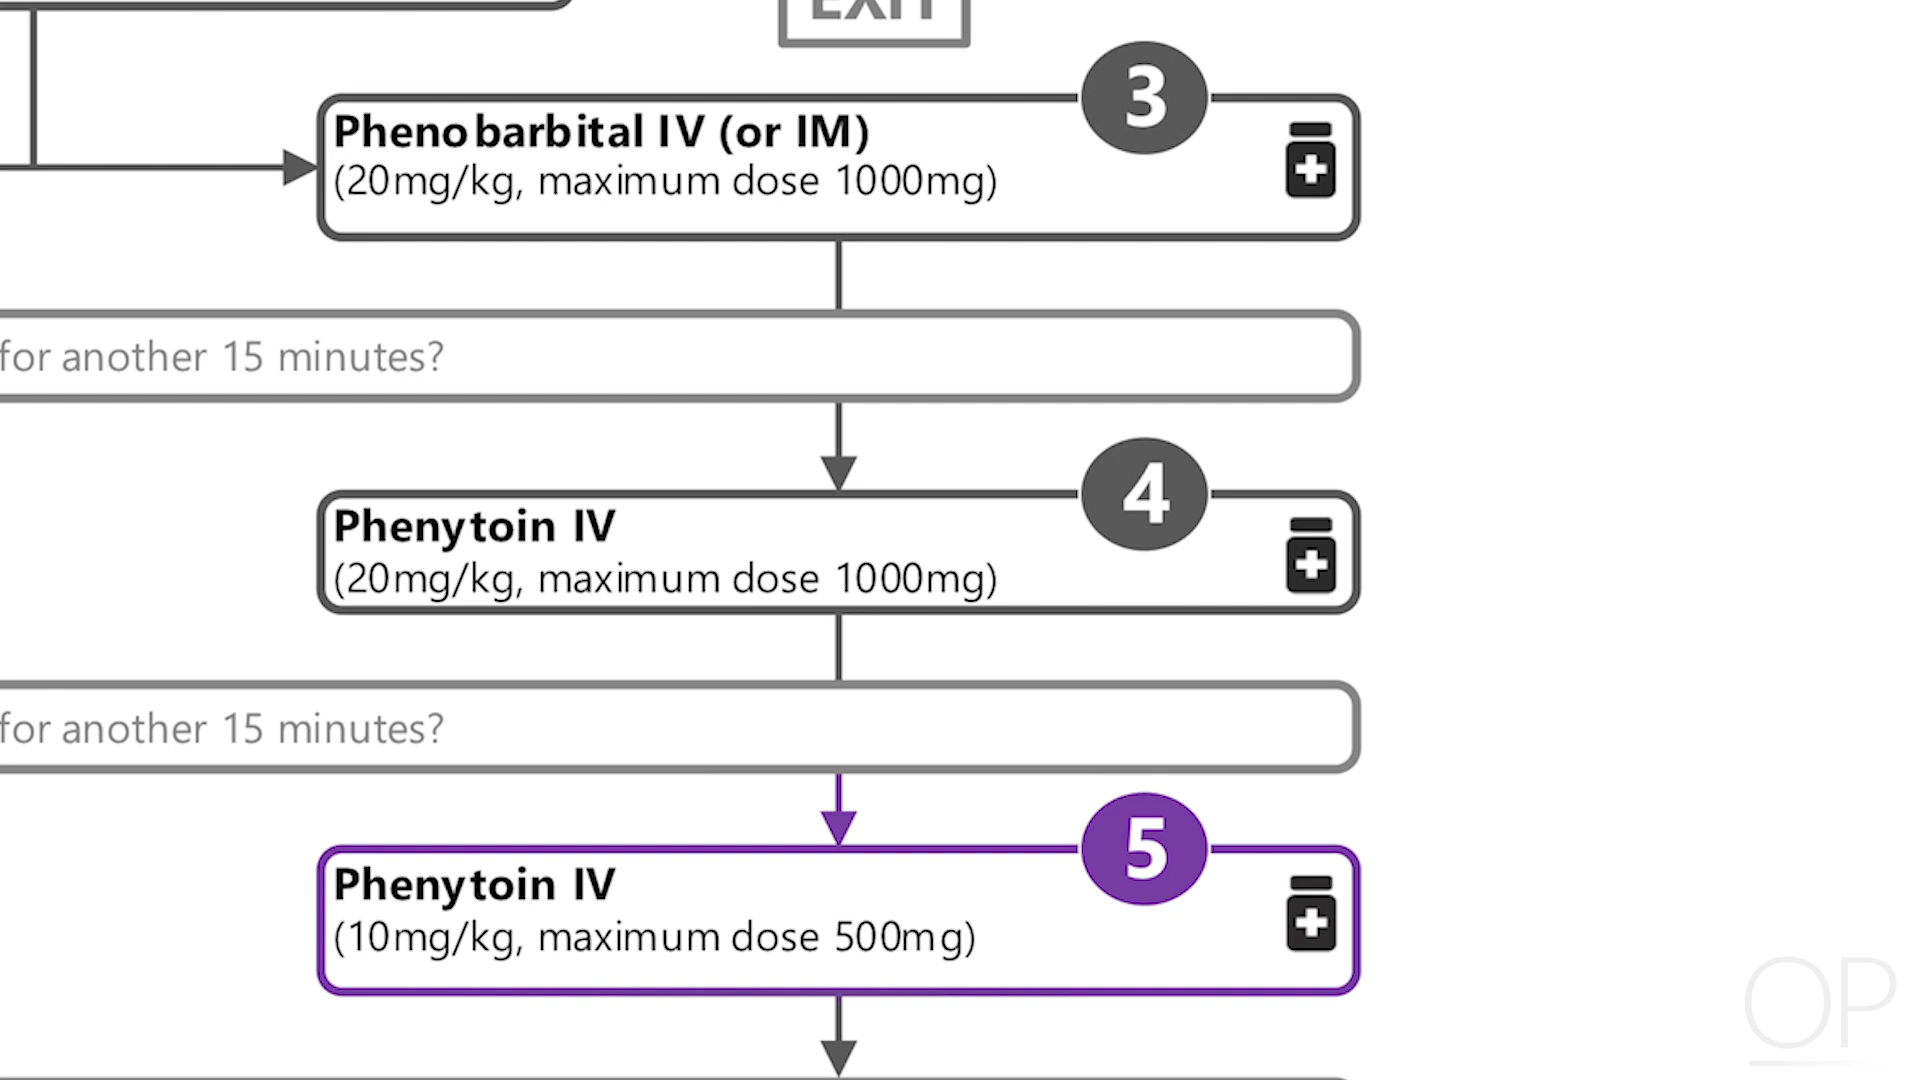 EXIT
3
Phenobarbital IV (or IM)
(20mg/kg, maximum dose 1000mg)
for another 15 minutes?
4
Phenytoin IV
(20mg/kg, maximum dose 1000mg)
for another 15 minutes?
5
Phenytoin IV
(10mg/kg, maximum dose 500mg)
OP